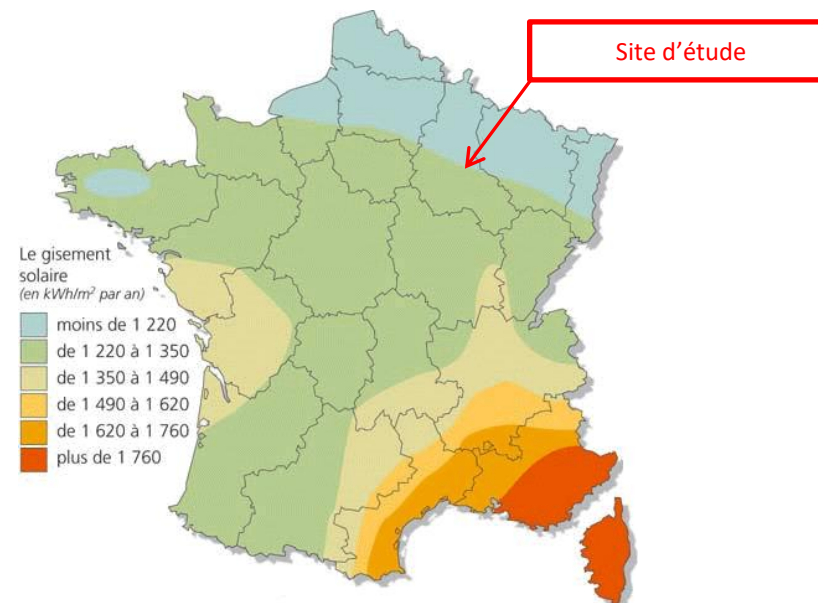 Site d’étude
Le gisement
solaire
(en kWh/m² par an)
moins de 1 220
de 1 220 à 1 350
de 1 350 à 1 490
de 1 490 à 1 620
de 1 620 à 1 760
plus de 1 760